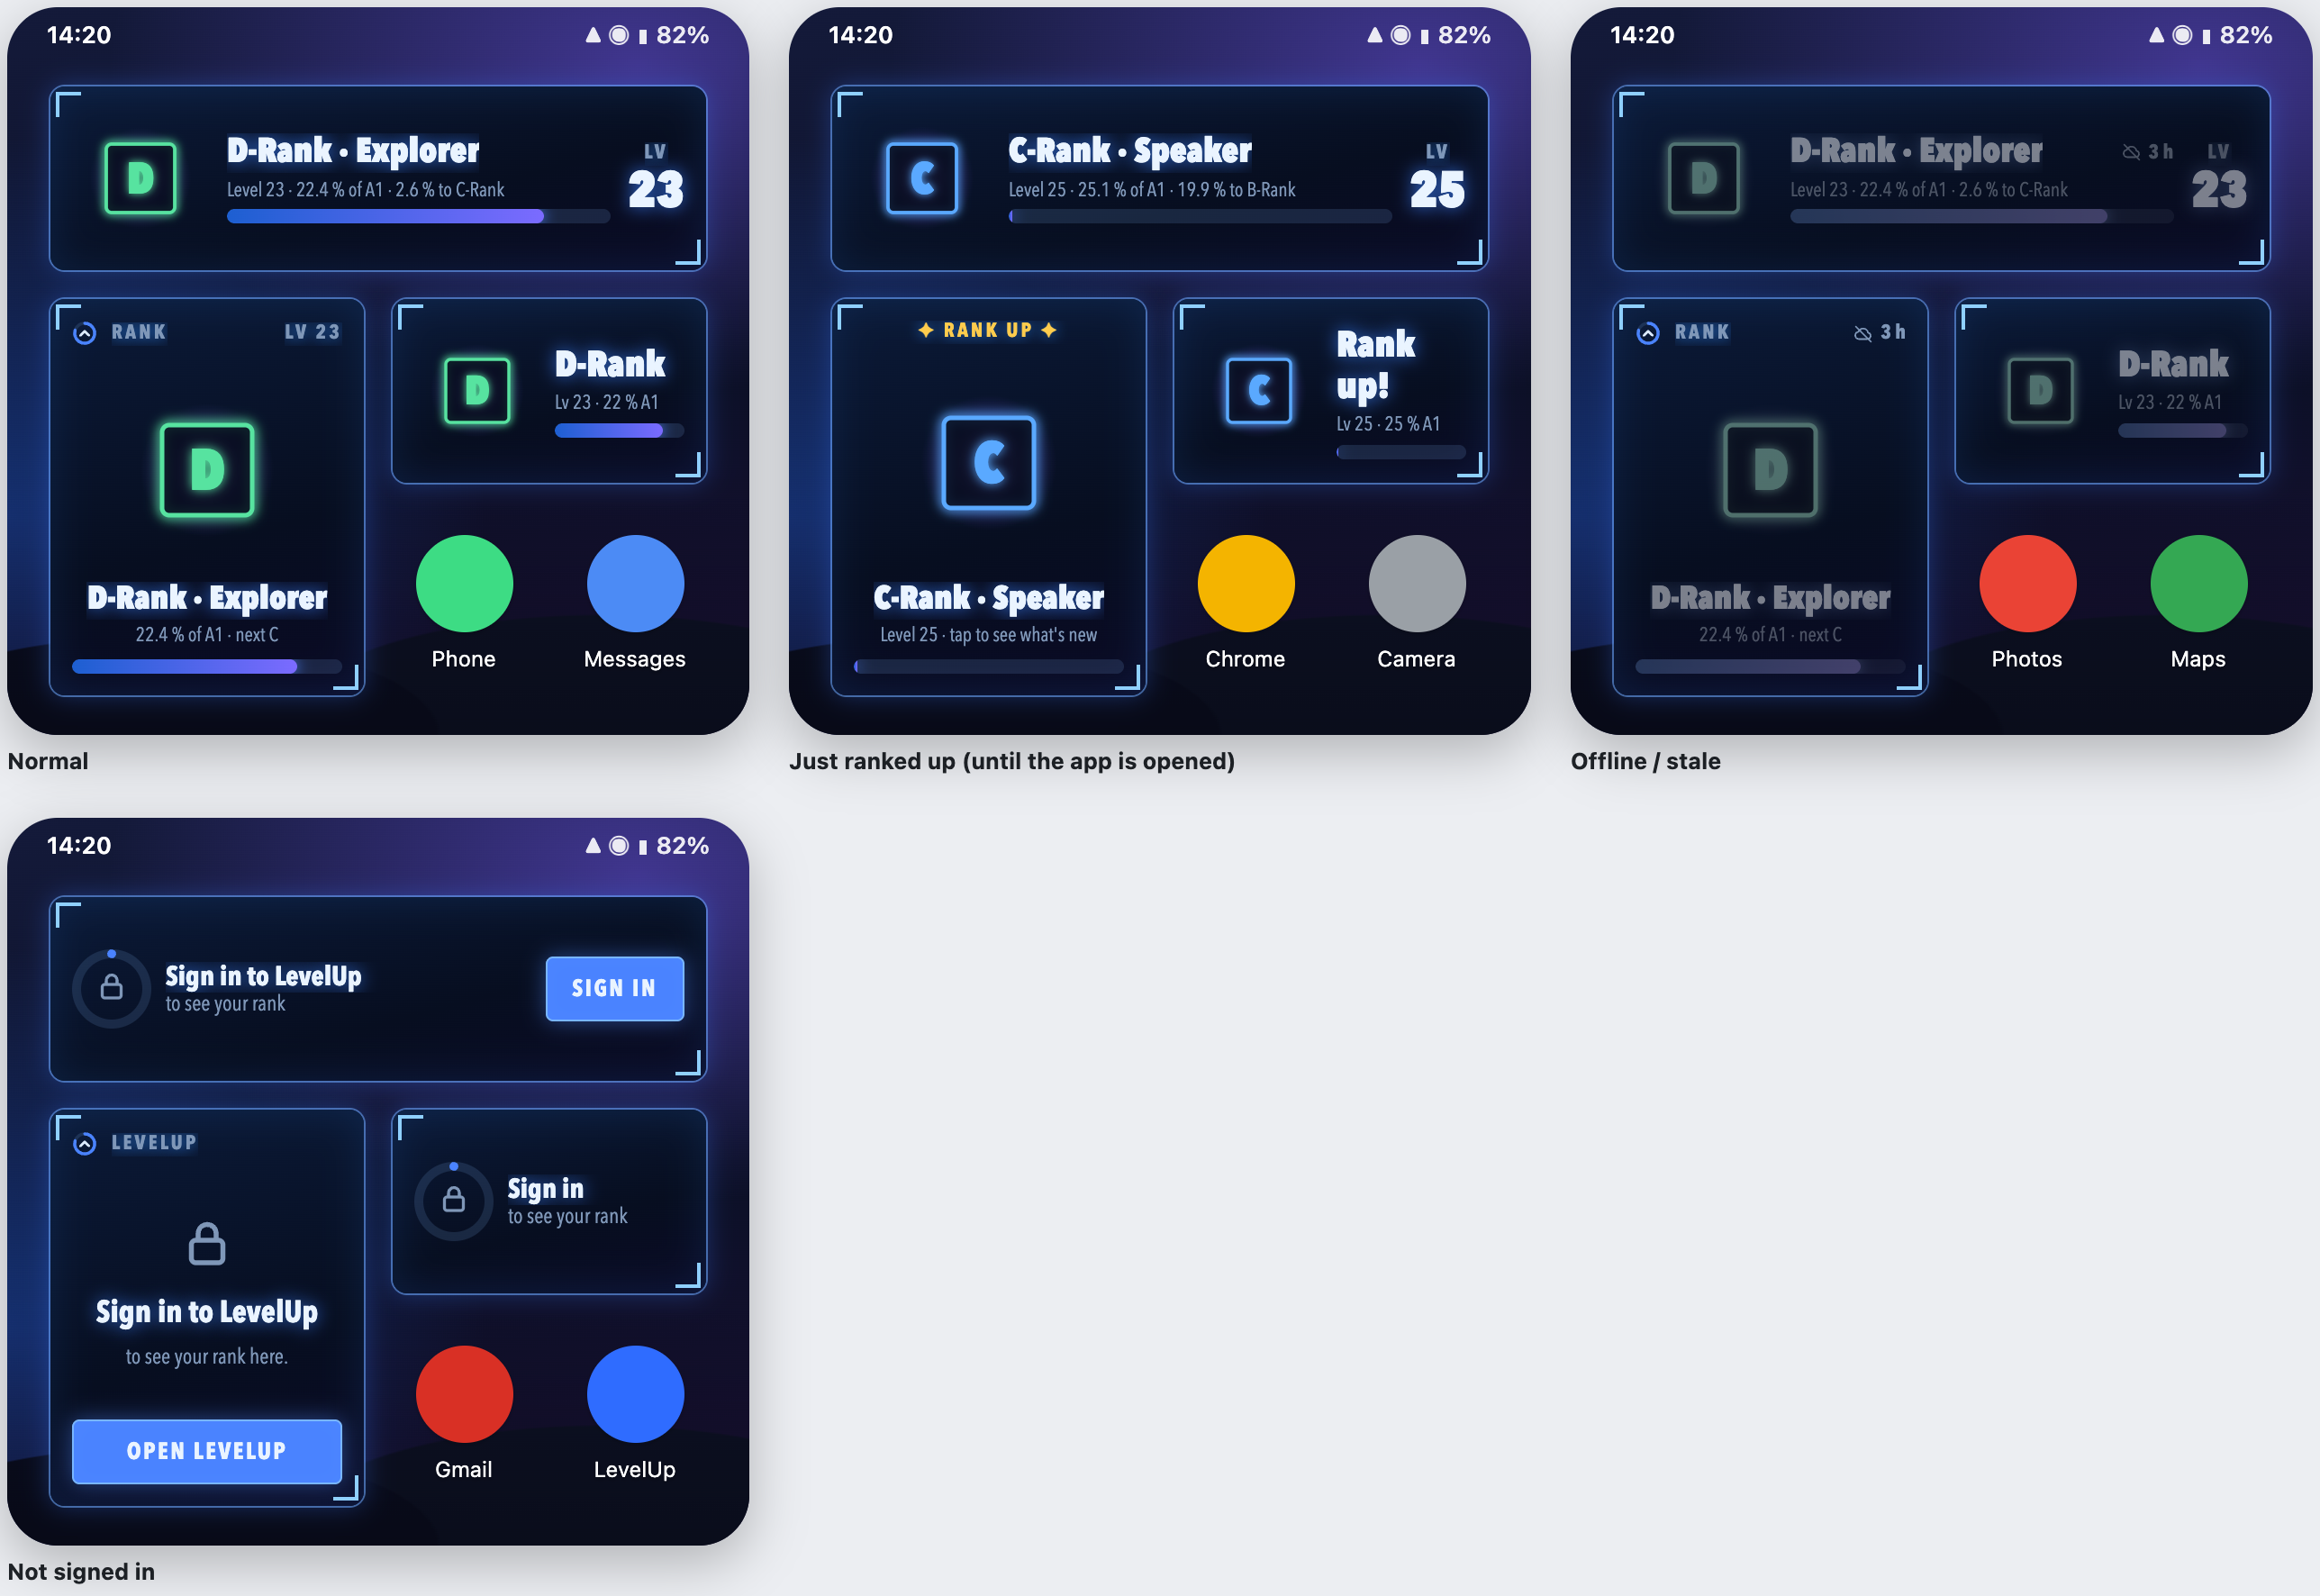 14:20
82%
D
D-Rank · Explorer
Level 23 · 22.4 % of A1 · 2.6 % to C-Rank
LV
23
RANK
LV 23
D
D-Rank · Explorer
22.4 % of A1 · next C
D
D-Rank
Lv 23 · 22 % A1
Phone
Messages
Normal
14:20
82%
C
C-Rank · Speaker
Level 25 · 25.1 % of A1 · 19.9 % to B-Rank
LV
25
✦ RANK UP ✦
C
C-Rank · Speaker
Level 25 · tap to see what's new
C
Rank
up!
Lv 25 · 25 % A1
Chrome
Camera
Just ranked up (until the app is opened)
14:20
82%
D
D-Rank · Explorer
3 h
Level 23 · 22.4 % of A1 · 2.6 % to C-Rank
LV
23
RANK
3 h
D
D-Rank · Explorer
22.4 % of A1 · next C
D
D-Rank
Lv 23 · 22 % A1
Photos
Maps
Offline / stale
14:20
82%
Sign in to LevelUp
to see your rank
SIGN IN
LEVELUP
Sign in to LevelUp
to see your rank here.
OPEN LEVELUP
Sign in
to see your rank
Gmail
LevelUp
Not signed in